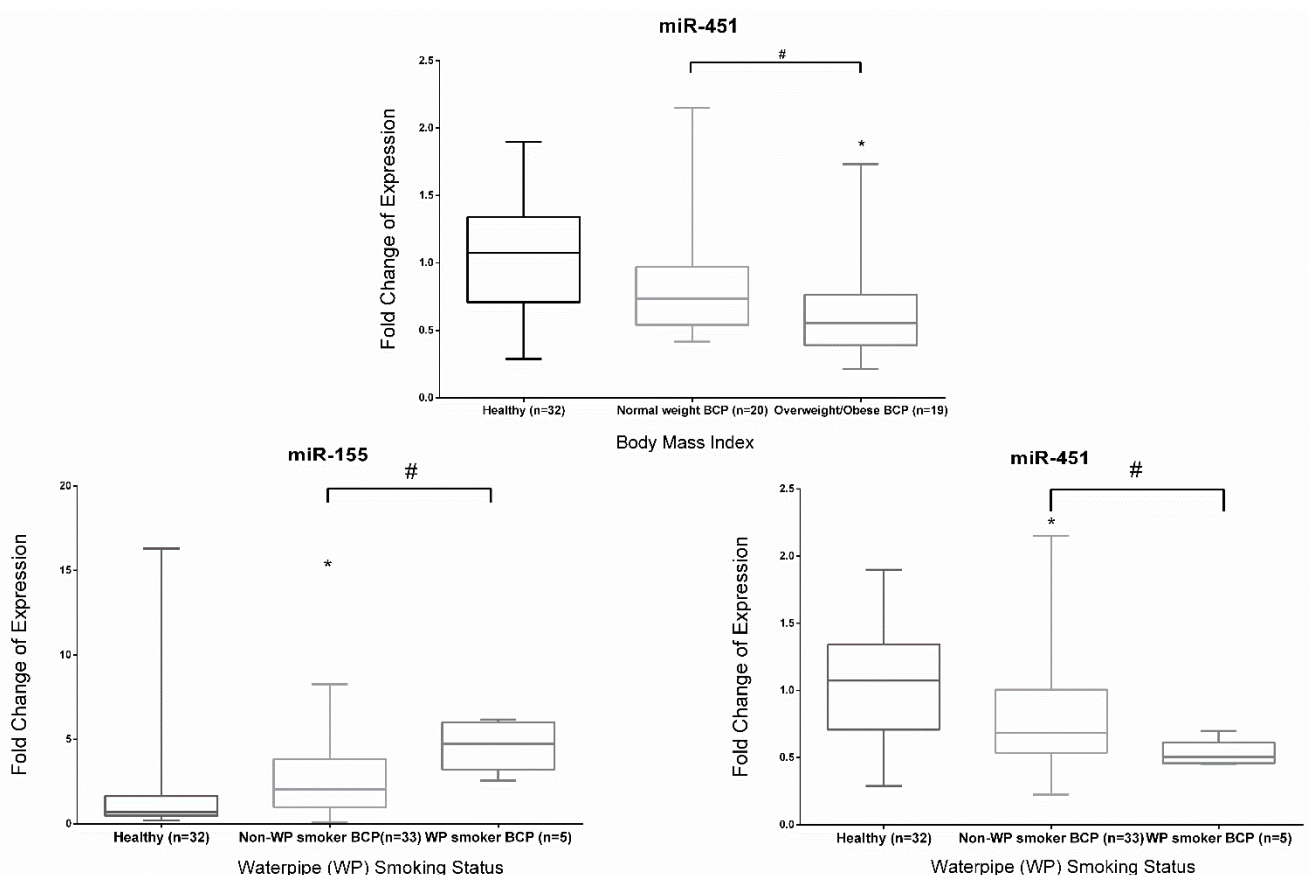 miR-451
#
2.5
2.0
*
1.5
1.0
0.5
0.0
Fold Change of Expression
Healthy (n=32) Normal weight BCP (n=20) Overweight/Obese BCP (n=19)
Body Mass Index
miR-155
#
20
15
*
10
5
0
Fold Change of Expression
Healthy (n=32) Non-WP smoker BCP(n=33) WP smoker BCP (n=5)
Waterpipe (WP) Smoking Status
miR-451
#
2.5
*
2.0
1.5
1.0
0.5
0.0
Fold Change of Expression
Healthy (n=32) Non-WP smoker BCP (n=33) WP smoker BCP (n=5)
Waterpipe (WP) Smoking Status